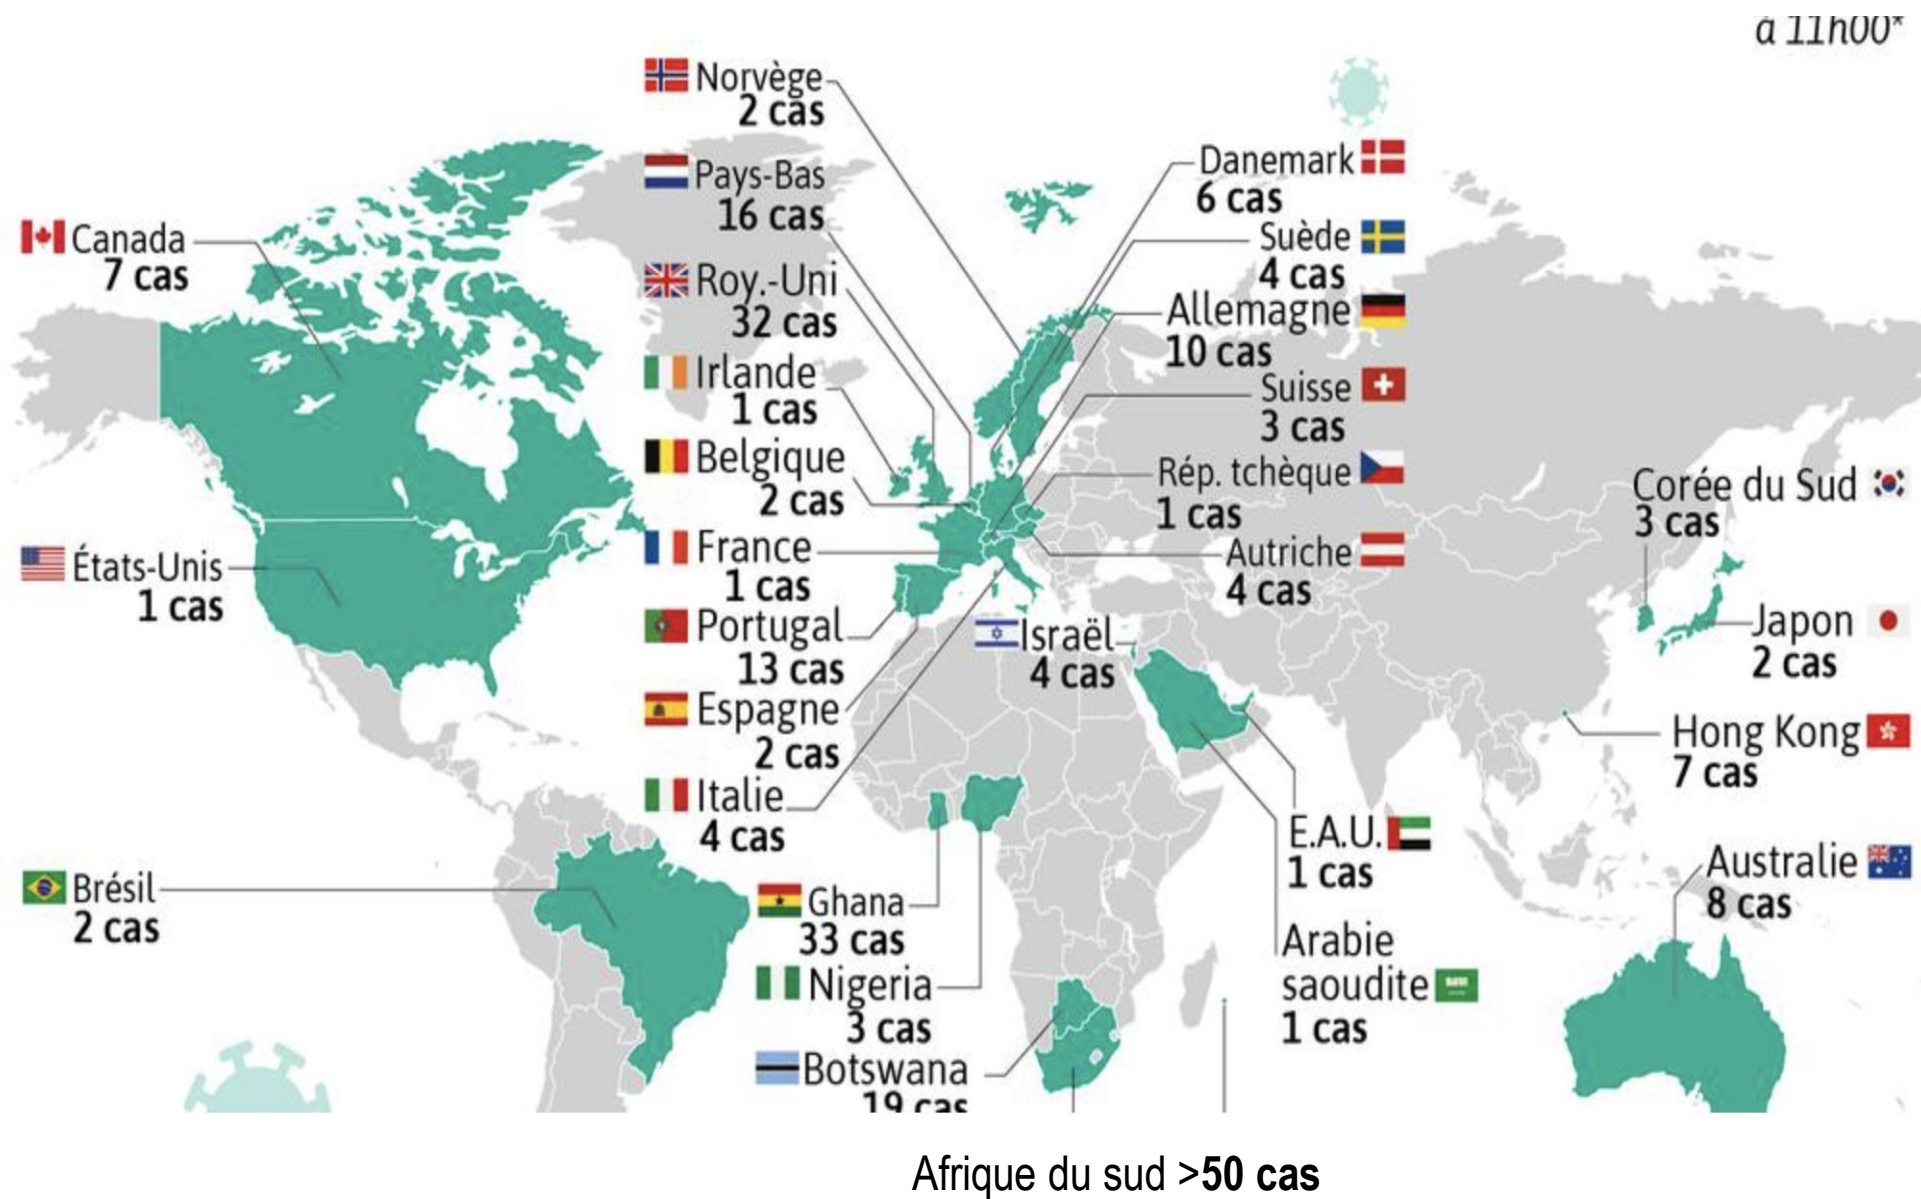 à 11h00*
Norvège
2 cas
Pays-Bas
16 cas
Roy.-Uni
32 cas
Irlande
1 cas
Belgique
2 cas
France
1 cas
Portugal
13 cas
Espagne
2 cas
Italie
4 cas
Canada
7 cas
États-Unis
1 cas
Brésil
2 cas
Danemark
6 cas
Suède
4 cas
Allemagne
10 cas
Suisse
3 cas
Rép. tchèque
1 cas
Autriche
4 cas
Israël
4 cas
Corée du Sud
3 cas
Japon
2 cas
Hong Kong
7 cas
E.A.U.
1 cas
Arabie
saoudite
1 cas
Australie
8 cas
Ghana
33 cas
Nigeria
3 cas
Botswana
19 cas
Afrique du sud >50 cas